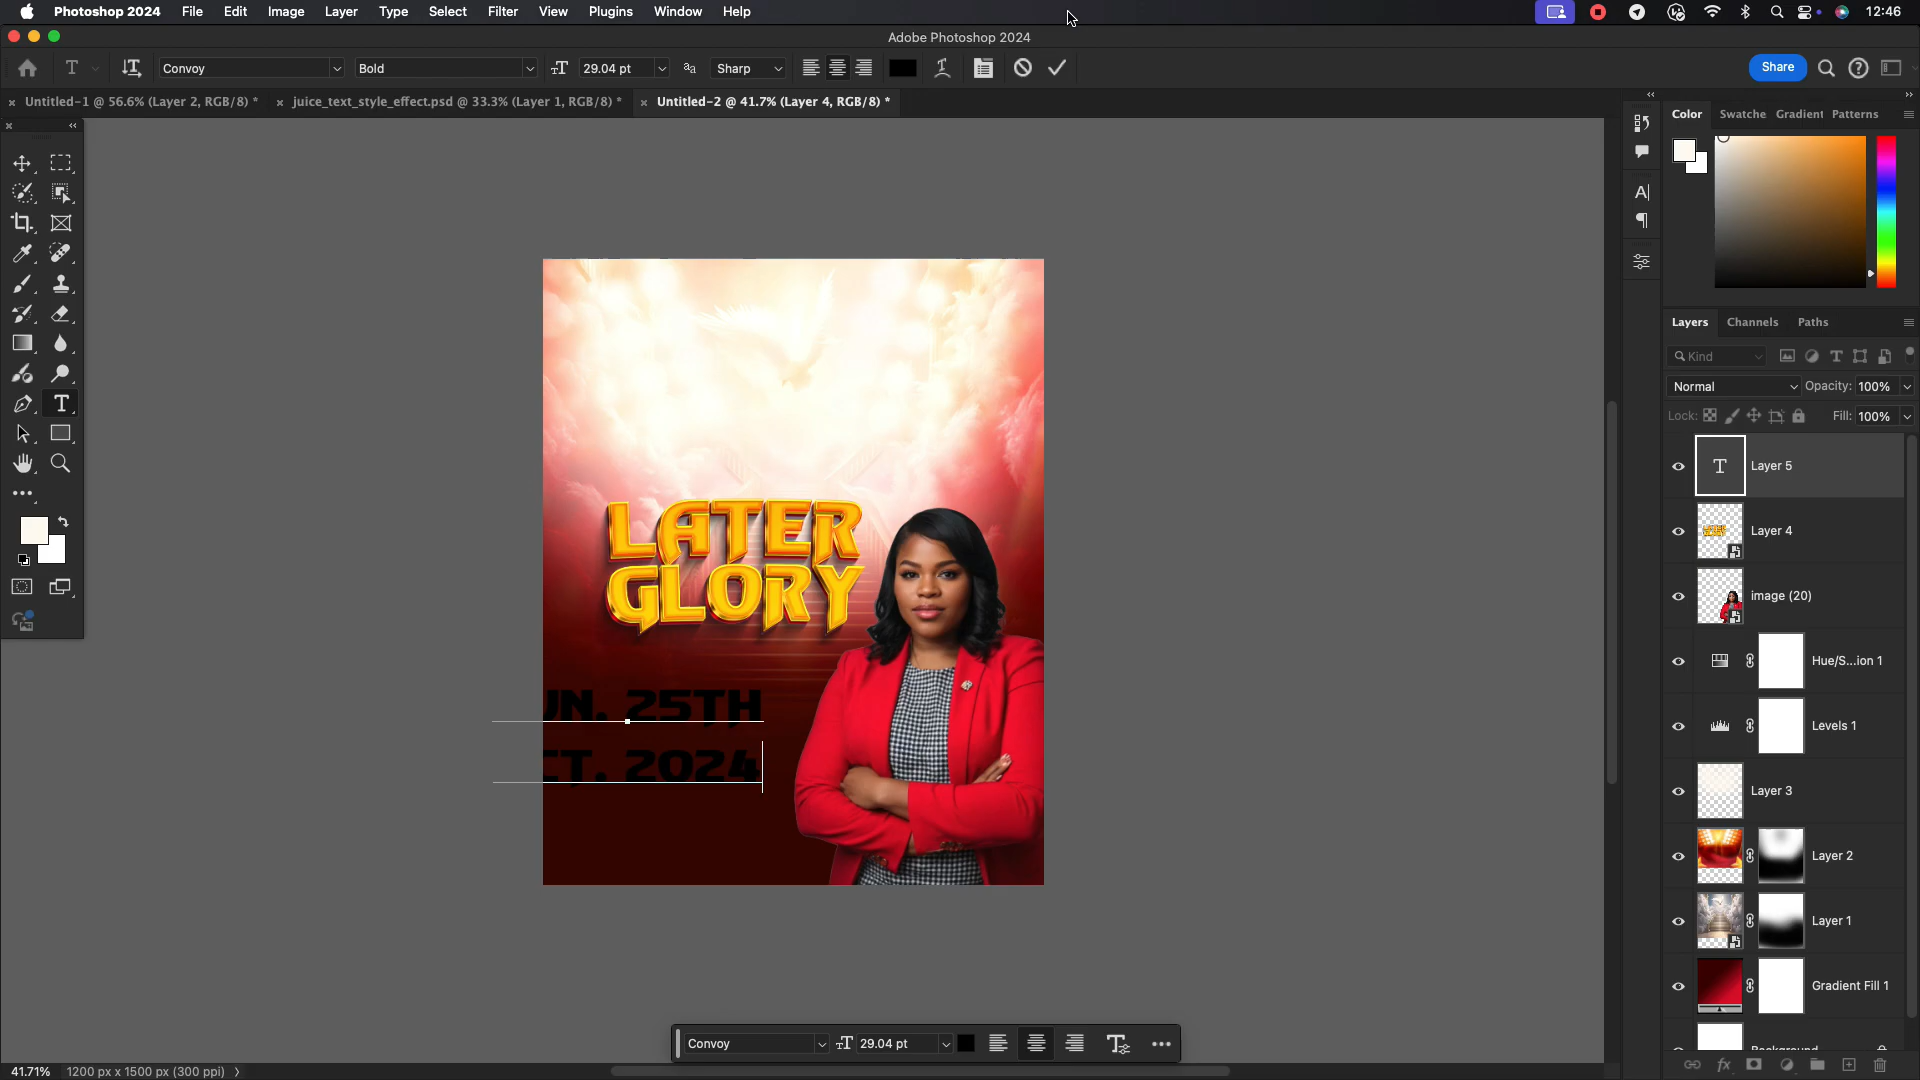 Photoshop 2024 File Edit Image Layer Type Select Filter View Plugins Window Help 12:46
Adobe Photoshop 2024
Convoy Bold 29.04 pt Sharp Share
Untitled-1 @ 56.6% (Layer 2, RGB/8) * juice_text_style_effect.psd @ 33.3% (Layer 1, RGB/8) * Untitled-2 @ 41.7% (Layer 4, RGB/8) *
Color Swatche Gradient Patterns
Layers Channels Paths
Kind
Normal Opacity: 100%
Lock: Fill: 100%
Layer 5
Layer 4
image (20)
Hue/S...ion 1
Levels 1
Layer 3
Layer 2
Layer 1
Gradient Fill 1
LATER
GLORY
UN. 25TH
CT. 2024
Convoy 29.04 pt
41.71% 1200 px x 1500 px (300 ppi)